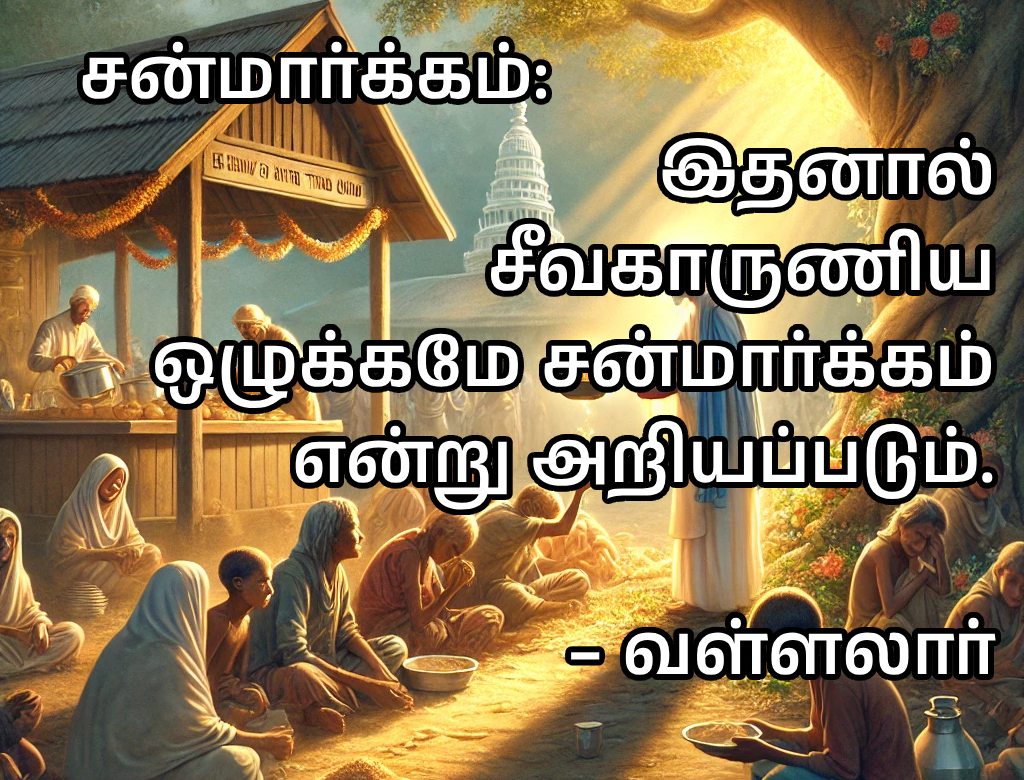 சன்மார்க்கம்:
இதனால்
சீவகாருணிய
ஒழுக்கமே சன்மார்க்கம்
என்று அறியப்படும்.
– வள்ளலார்